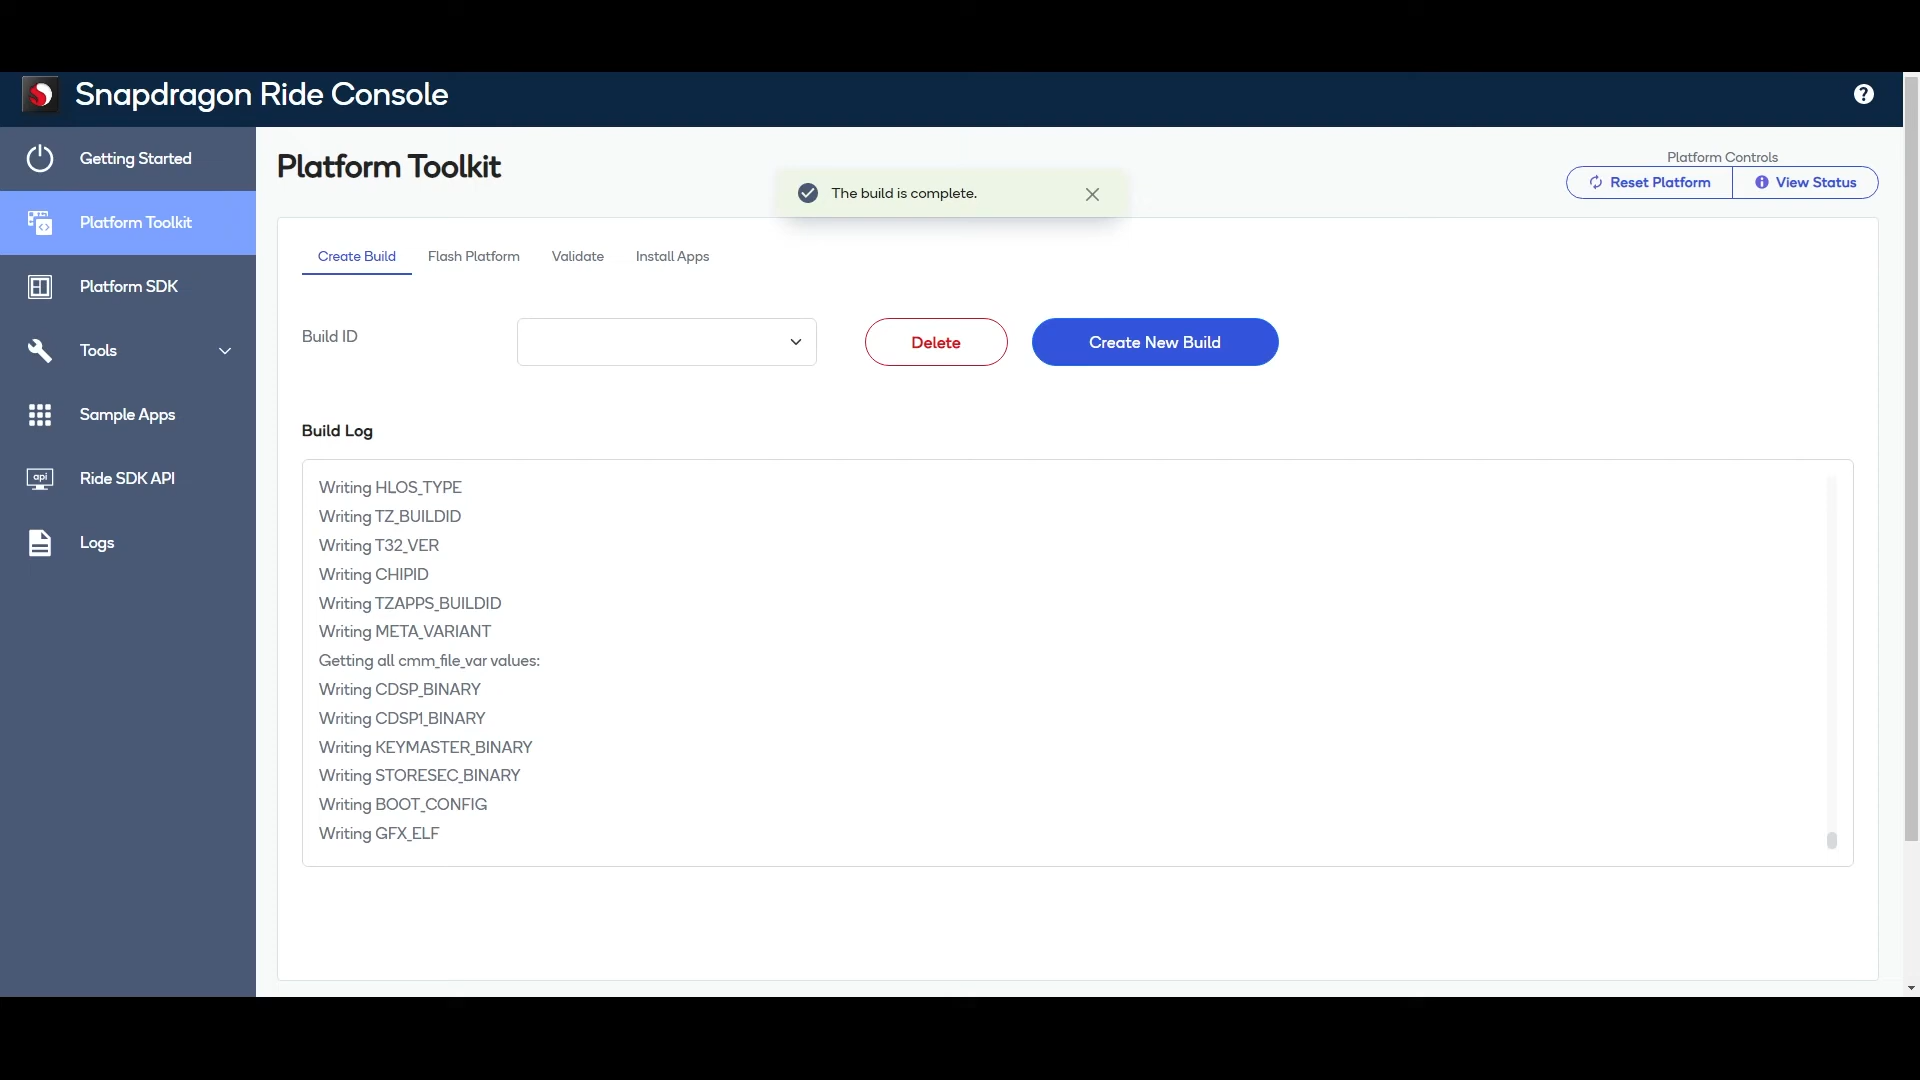 Snapdragon Ride Console
?
Getting Started
Platform Toolkit
Platform SDK
Tools
Sample Apps
api
Ride SDK API
Logs
Platform Toolkit
The build is complete.
Platform Controls
Reset Platform
View Status
Create Build
Flash Platform
Validate
Install Apps
Build ID
Delete
Create New Build
Build Log
Writing HLOS_TYPE
Writing TZ_BUILDID
Writing T32_VER
Writing CHIPID
Writing TZAPPS_BUILDID
Writing META_VARIANT
Getting all cmm_file_var values:
Writing CDSP_BINARY
Writing CDSP1_BINARY
Writing KEYMASTER_BINARY
Writing STORESEC_BINARY
Writing BOOT_CONFIG
Writing GFX_ELF